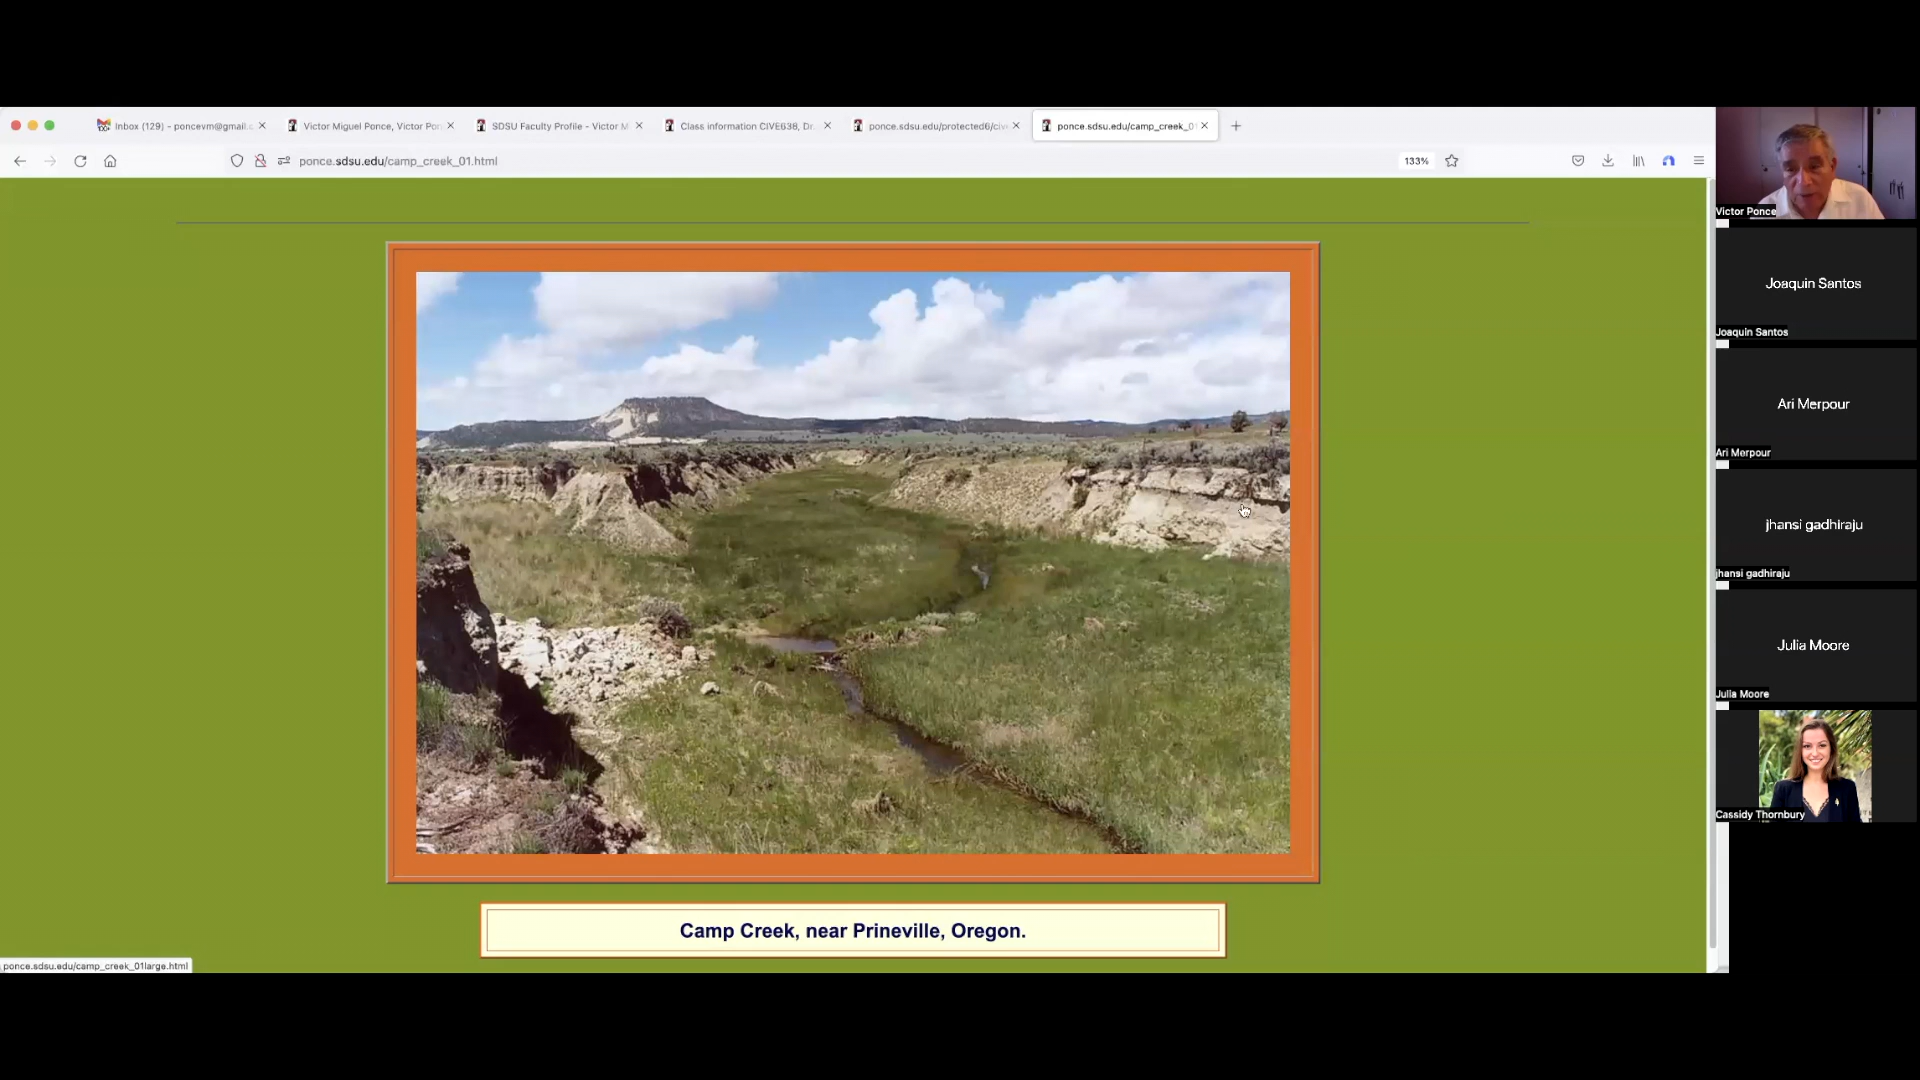 Inbox (129) - poncevm@gmail.c
Victor Miguel Ponce, Victor Pon
SDSU Faculty Profile - Victor M
Class information CIVE638, Dr.
ponce.sdsu.edu/protected6/civ
ponce.sdsu.edu/camp_creek_01
ponce.sdsu.edu/camp_creek_01.html
133%
Victor Ponce
Joaquin Santos
Joaquin Santos
Ari Merpour
Ari Merpour
jhansi gadhiraju
jhansi gadhiraju
Julia Moore
Julia Moore
Cassidy Thornbury
Camp Creek, near Prineville, Oregon.
ponce.sdsu.edu/camp_creek_01large.html